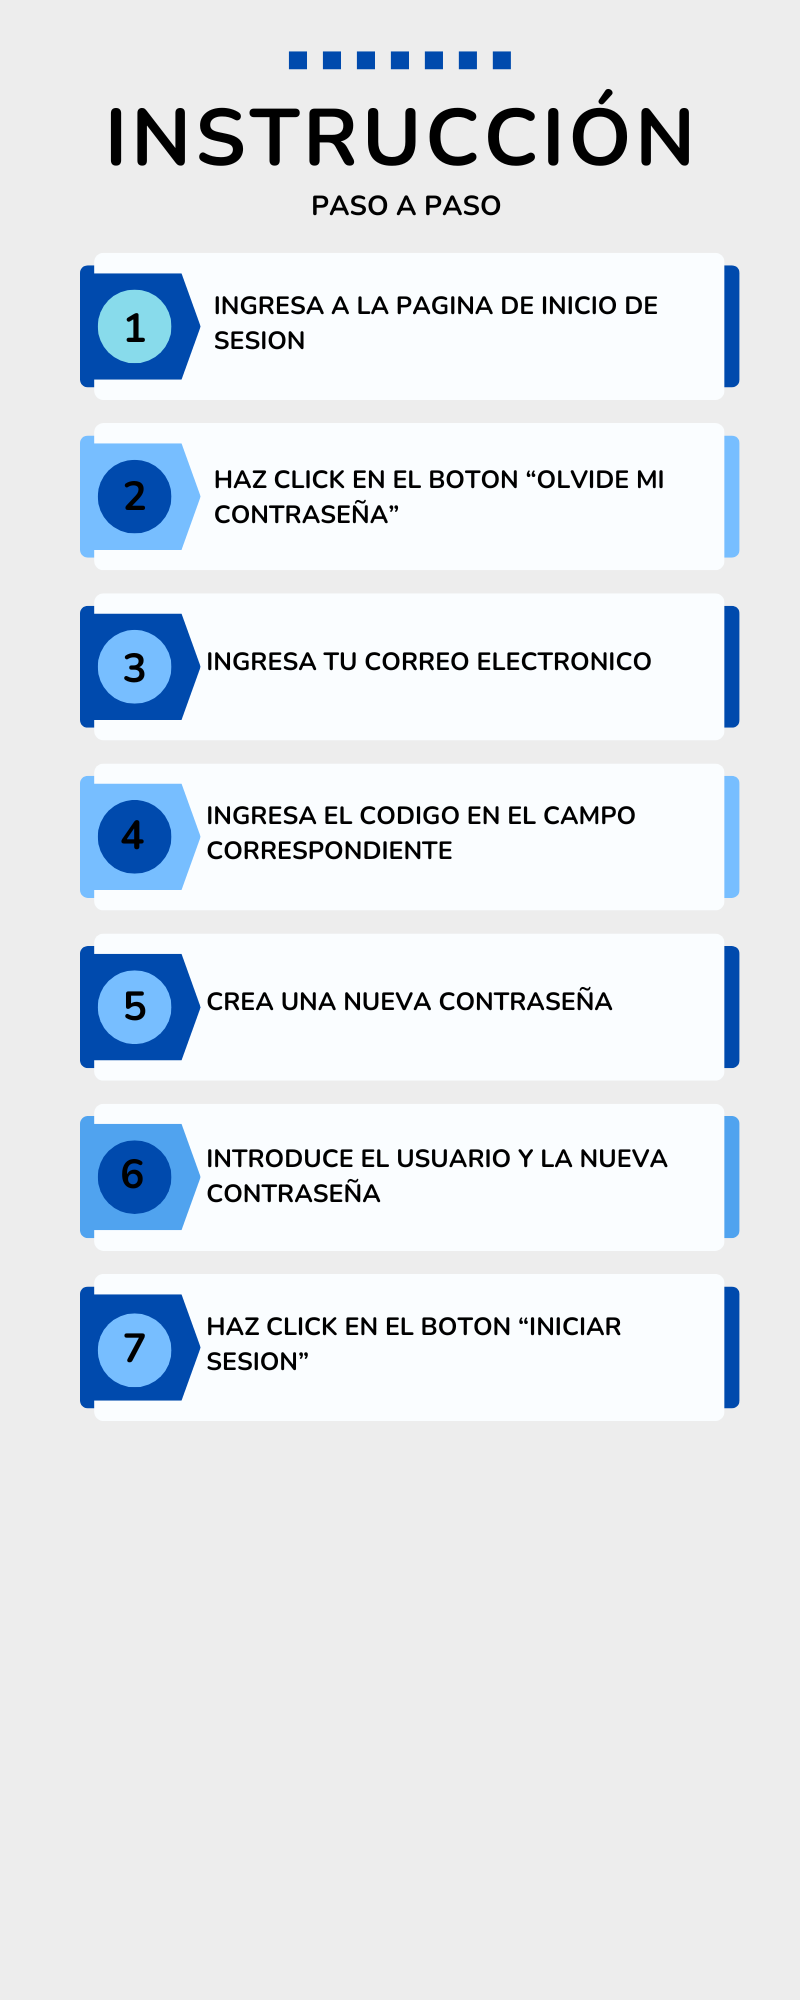 INSTRUCCIÓN
PASO A PASO
1
INGRESA A LA PAGINA DE INICIO DE
SESION
2
HAZ CLICK EN EL BOTON “OLVIDE MI
CONTRASEÑA”
3
INGRESA TU CORREO ELECTRONICO
4
INGRESA EL CODIGO EN EL CAMPO
CORRESPONDIENTE
5
CREA UNA NUEVA CONTRASEÑA
6
INTRODUCE EL USUARIO Y LA NUEVA
CONTRASEÑA
7
HAZ CLICK EN EL BOTON “INICIAR
SESION”